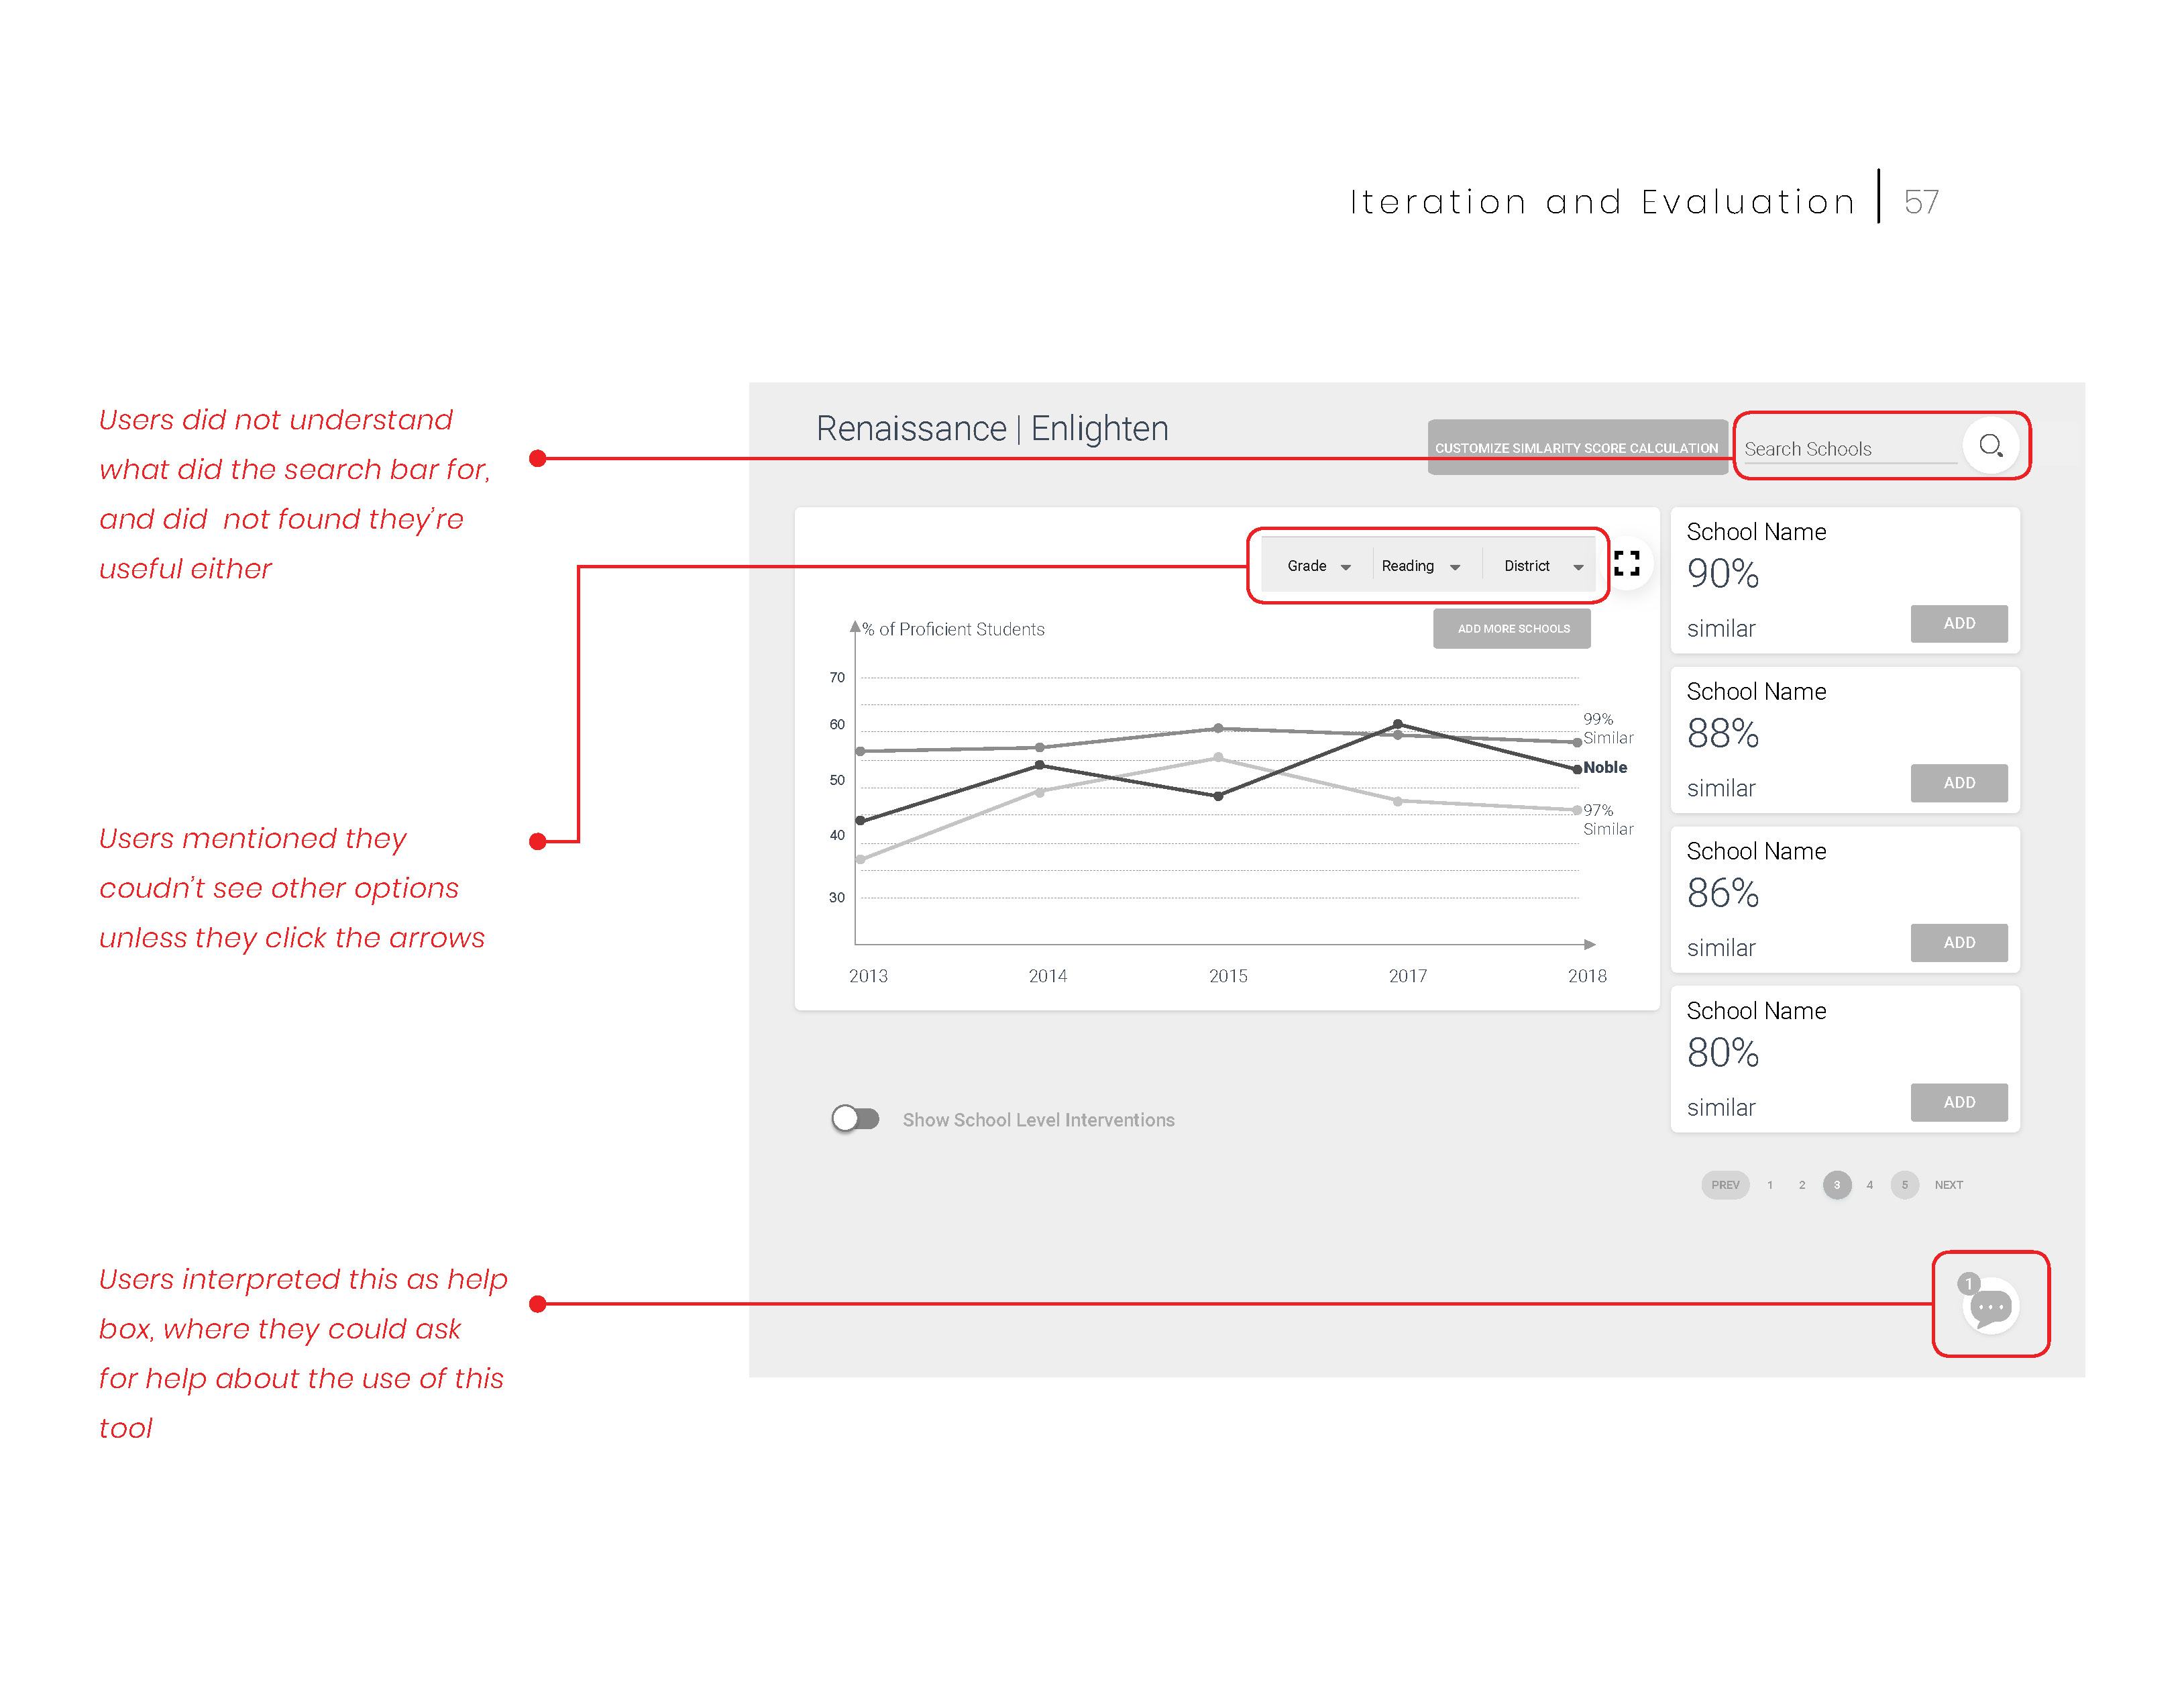 Iteration and Evaluation 57
Users did not understand
what did the search bar for,
and did not found they're
useful either
Users mentioned they
coudn't see other options
unless they click the arrows
Users interpreted this as help
box, where they could ask
for help about the use of this
tool
Renaissance | Enlighten
CUSTOMIZE SIMLARITY SCORE CALCULATION
Search Schools
Grade
Reading
District
ADD MORE SCHOOLS
% of Proficient Students
70
60
50
40
30
99%
Similar
Noble
97%
Similar
2013
2014
2015
2017
2018
Show School Level Interventions
School Name
90%
similar
ADD
School Name
88%
similar
ADD
School Name
86%
similar
ADD
School Name
80%
similar
ADD
PREV 1 2 3 4 5 NEXT
1